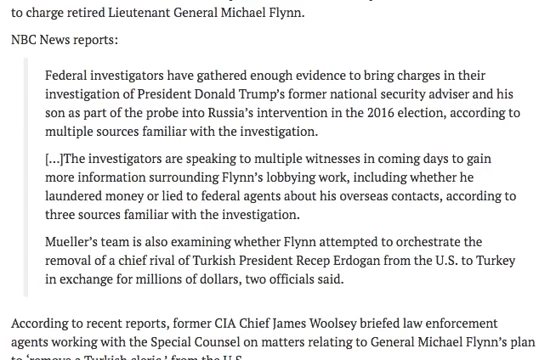 to charge retired Lieutenant General Michael Flynn.
NBC News reports:
Federal investigators have gathered enough evidence to bring charges in their
investigation of President Donald Trump's former national security adviser and his
son as part of the probe into Russia's intervention in the 2016 election, according to
multiple sources familiar with the investigation.
[...]The investigators are speaking to multiple witnesses in coming days to gain
more information surrounding Flynn's lobbying work, including whether he
laundered money or lied to federal agents about his overseas contacts, according to
three sources familiar with the investigation.
Mueller's team is also examining whether Flynn attempted to orchestrate the
removal of a chief rival of Turkish President Recep Erdogan from the U.S. to Turkey
in exchange for millions of dollars, two officials said.
According to recent reports, former CIA Chief James Woolsey briefed law enforcement
agents working with the Special Counsel on matters relating to General Michael Flynn's plan
to 'remove a Turkish cleric,' from the U.S.